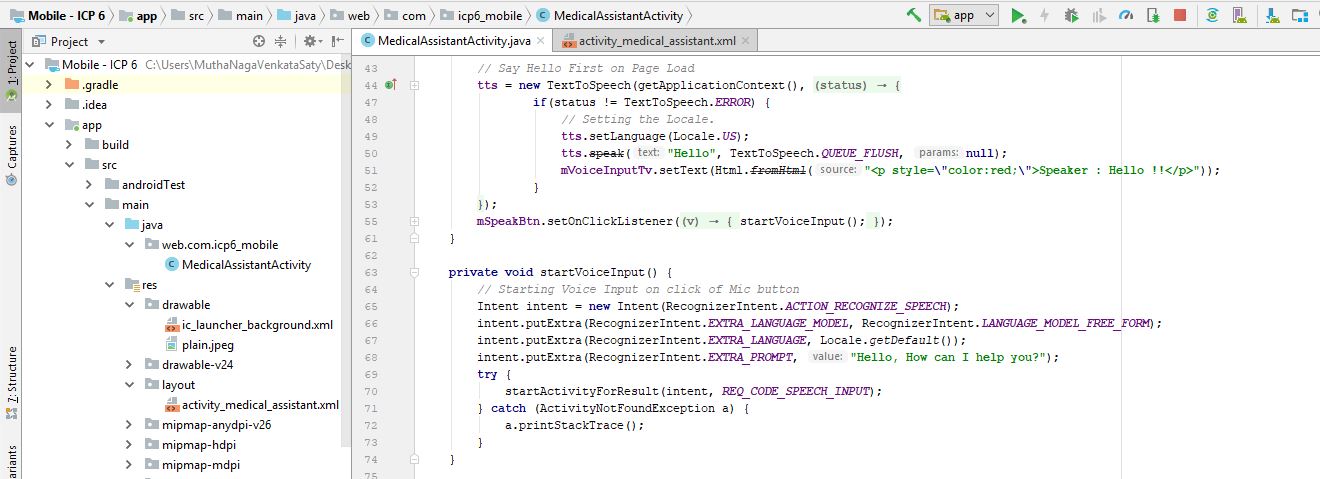 Mobile - ICP 6 app src main java web com icp6_mobile MedicalAssistantActivity app
Project
MedicalAssistantActivity.java activity_medical_assistant.xml
1: Project
Captures
7: Structure
Mobile - ICP 6 C:\Users\MuthaNagaVenkataSaty\Desk
.gradle
.idea
app
build
src
androidTest
main
java
web.com.icp6_mobile
MedicalAssistantActivity
res
drawable
ic_launcher_background.xml
plain.jpeg
drawable-v24
layout
activity_medical_assistant.xml
mipmap-anydpi-v26
mipmap-hdpi
mipmap-mdpi
43 // Say Hello First on Page Load
44 tts = new TextToSpeech(getApplicationContext(), (status) → {
47 if(status != TextToSpeech.ERROR) {
48 // Setting the Locale.
49 tts.setLanguage(Locale.US);
50 tts.speak( text: "Hello", TextToSpeech.QUEUE_FLUSH, params: null);
51 mVoiceInputTv.setText(Html.fromHtml( source: "<p style=\"color:red;\">Speaker : Hello !!</p>"));
52 }
53 });
55 mSpeakBtn.setOnClickListener((v) → { startVoiceInput(); });
61 }
62
63 private void startVoiceInput() {
64 // Starting Voice Input on click of Mic button
65 Intent intent = new Intent(RecognizerIntent.ACTION_RECOGNIZE_SPEECH);
66 intent.putExtra(RecognizerIntent.EXTRA_LANGUAGE_MODEL, RecognizerIntent.LANGUAGE_MODEL_FREE_FORM);
67 intent.putExtra(RecognizerIntent.EXTRA_LANGUAGE, Locale.getDefault());
68 intent.putExtra(RecognizerIntent.EXTRA_PROMPT, value: "Hello, How can I help you?");
69 try {
70 startActivityForResult(intent, REQ_CODE_SPEECH_INPUT);
71 } catch (ActivityNotFoundException a) {
72 a.printStackTrace();
73 }
74 }
75